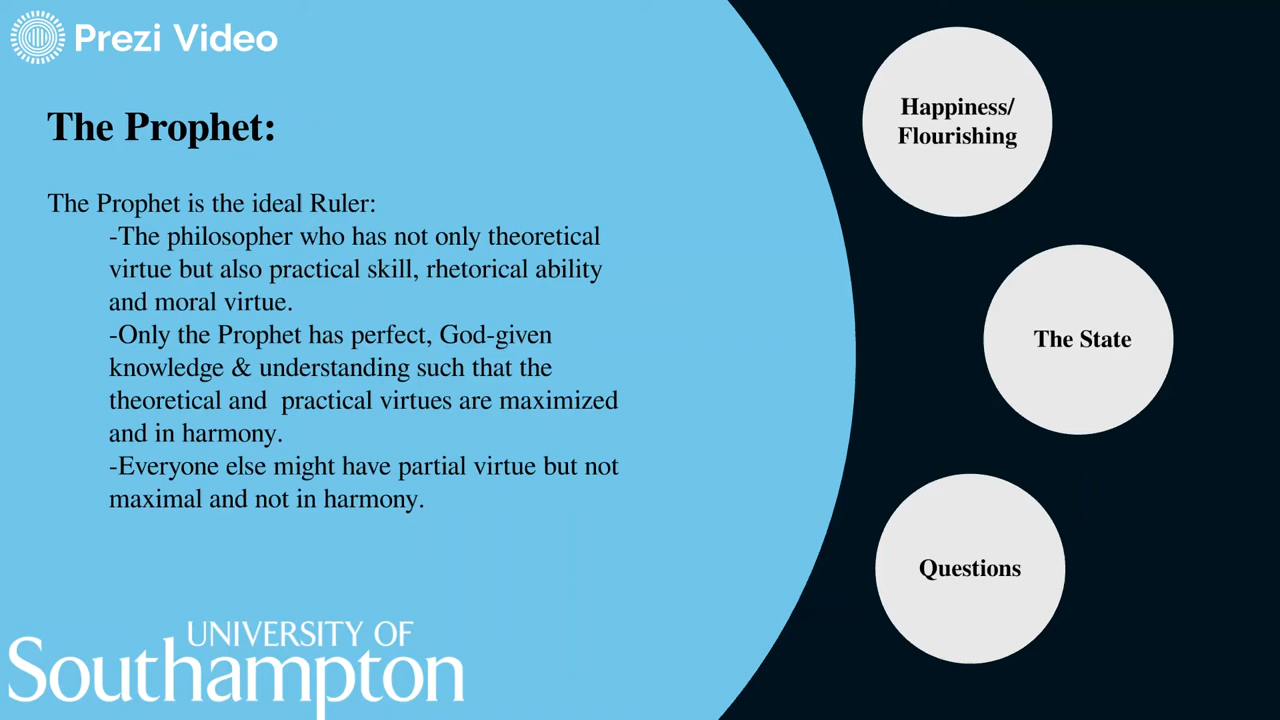 Prezi Video
The Prophet:
The Prophet is the ideal Ruler:
-The philosopher who has not only theoretical
virtue but also practical skill, rhetorical ability
and moral virtue.
-Only the Prophet has perfect, God-given
knowledge & understanding such that the
theoretical and  practical virtues are maximized
and in harmony.
-Everyone else might have partial virtue but not
maximal and not in harmony.
UNIVERSITY OF
Southampton
Happiness/
Flourishing
The State
Questions